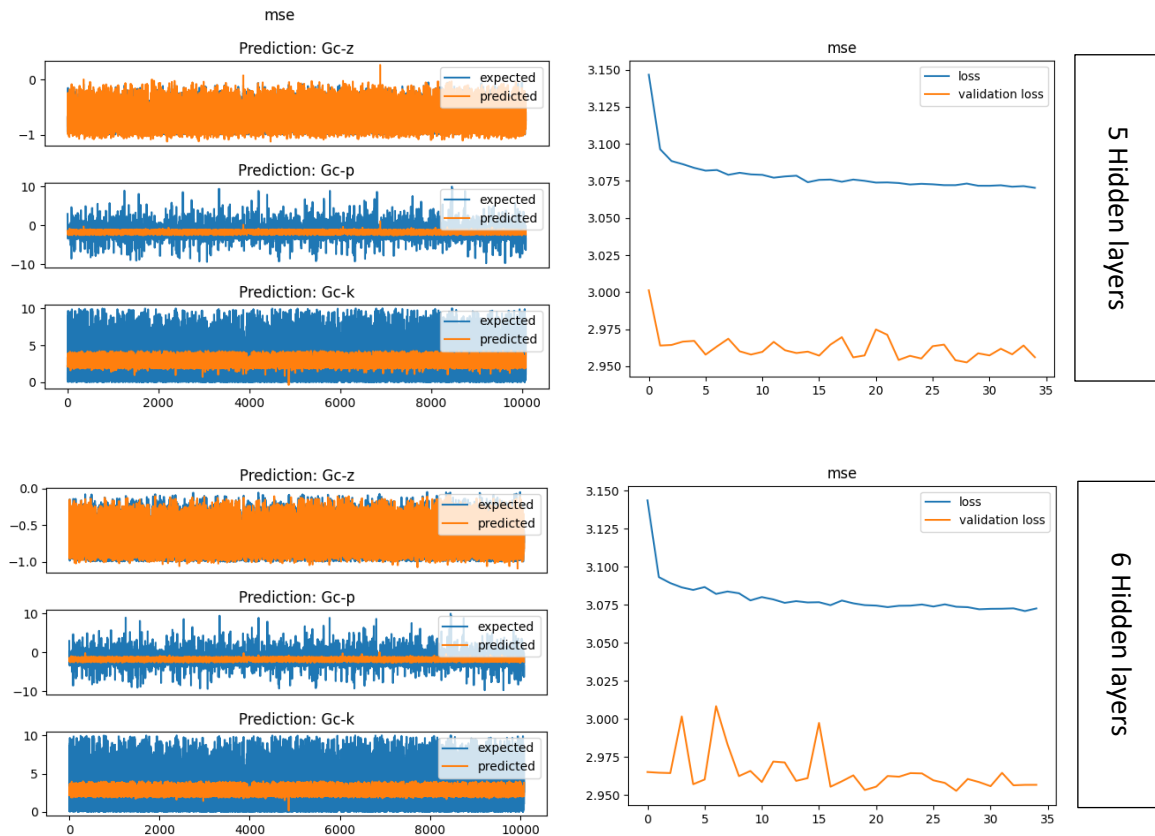 mse
Prediction: Gc-z
0
-1
expected
predicted
Prediction: Gc-p
10
0
-10
expected
predicted
Prediction: Gc-k
10
5
0
expected
predicted
0 2000 4000 6000 8000 10000
mse
3.150
3.125
3.100
3.075
3.050
3.025
3.000
2.975
2.950
loss
validation loss
0 5 10 15 20 25 30 35
5 Hidden layers
Prediction: Gc-z
0.0
-0.5
-1.0
expected
predicted
Prediction: Gc-p
10
0
-10
expected
predicted
Prediction: Gc-k
10
5
0
expected
predicted
0 2000 4000 6000 8000 10000
mse
3.150
3.125
3.100
3.075
3.050
3.025
3.000
2.975
2.950
loss
validation loss
0 5 10 15 20 25 30 35
6 Hidden layers